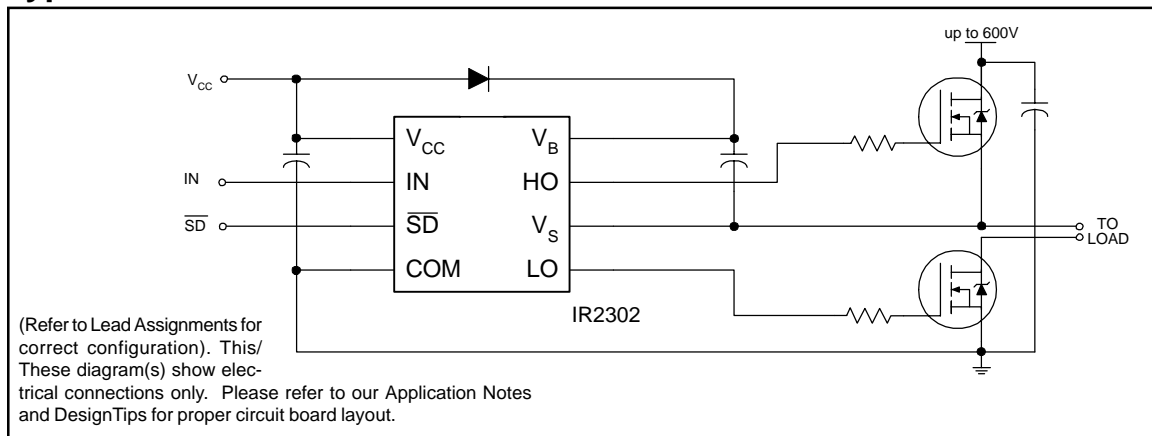 up to 600V
VCC
VCC VB
IN IN HO
SD SD VS TO
LOAD
COM LO
IR2302
(Refer to Lead Assignments for
correct configuration). This/
These diagram(s) show elec-
trical connections only. Please refer to our Application Notes
and DesignTips for proper circuit board layout.